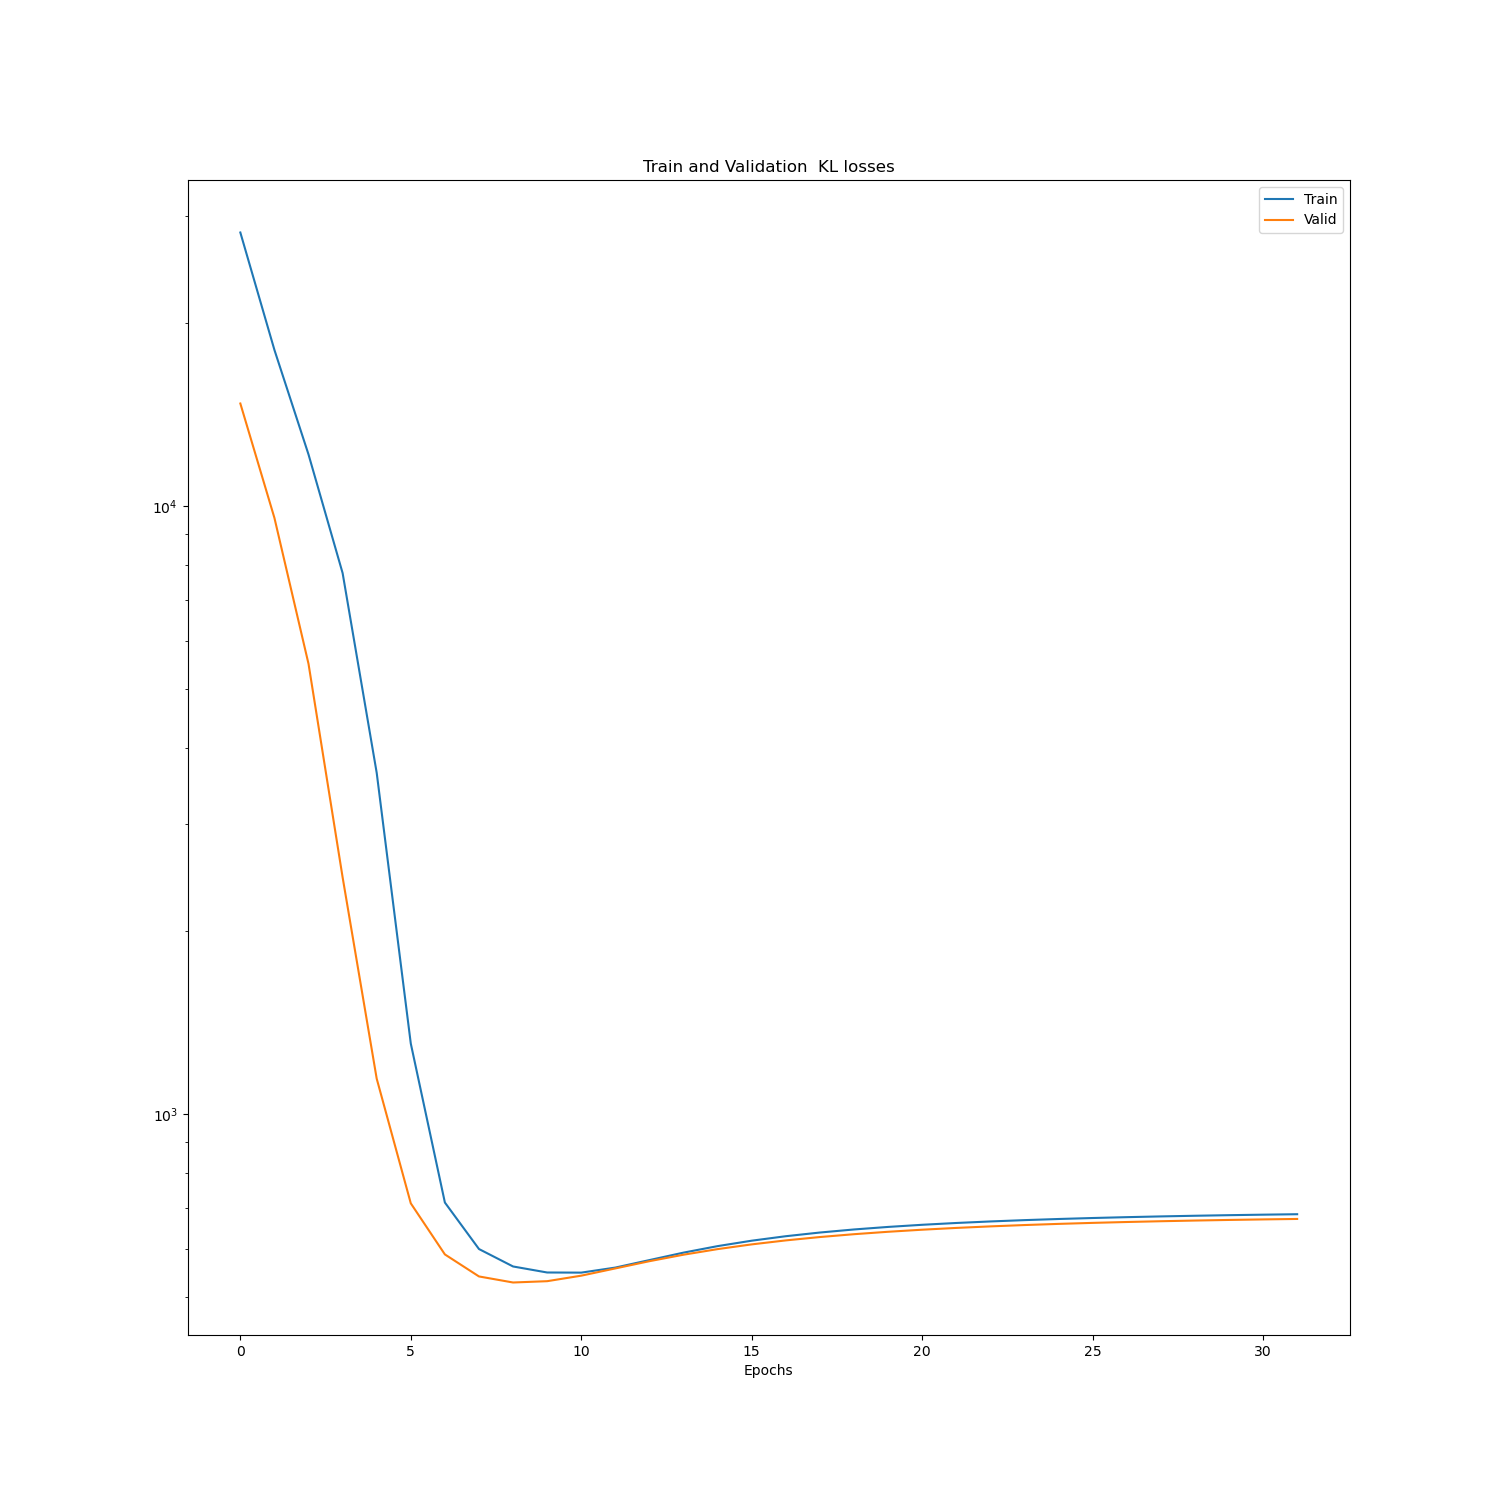 Train and Validation  KL losses
Train
Valid
10⁴
10³
0 5 10 15 20 25 30
Epochs